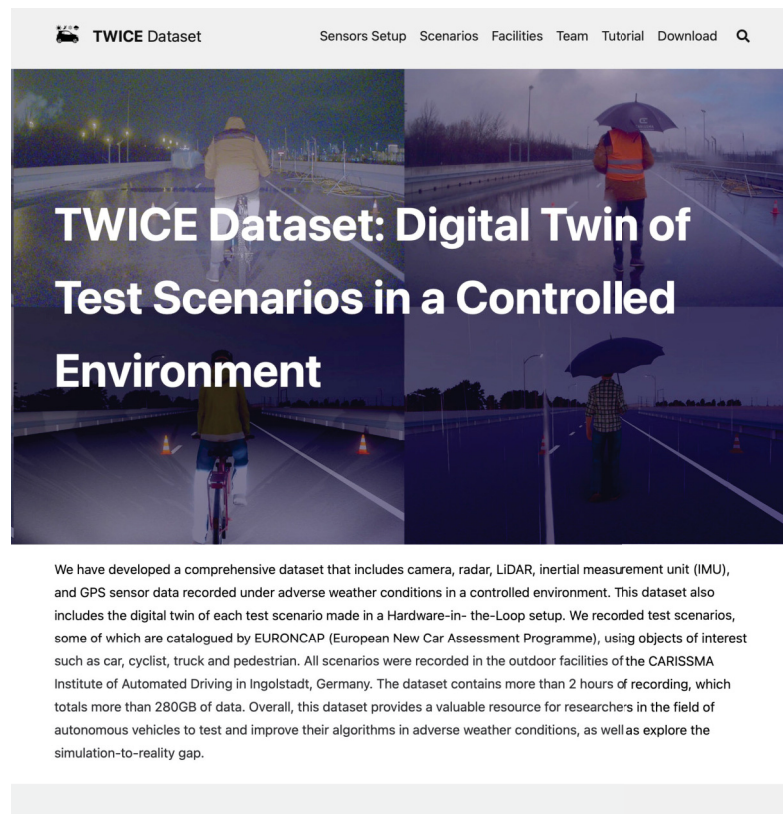 TWICE Dataset
Sensors Setup Scenarios Facilities Team Tutorial Download
TWICE Dataset: Digital Twin of
Test Scenarios in a Controlled
Environment
We have developed a comprehensive dataset that includes camera, radar, LiDAR, inertial measurement unit (IMU),
and GPS sensor data recorded under adverse weather conditions in a controlled environment. This dataset also
includes the digital twin of each test scenario made in a Hardware-in- the-Loop setup. We recorded test scenarios,
some of which are catalogued by EURONCAP (European New Car Assessment Programme), using objects of interest
such as car, cyclist, truck and pedestrian. All scenarios were recorded in the outdoor facilities of the CARISSMA
Institute of Automated Driving in Ingolstadt, Germany. The dataset contains more than 2 hours of recording, which
totals more than 280GB of data. Overall, this dataset provides a valuable resource for researchers in the field of
autonomous vehicles to test and improve their algorithms in adverse weather conditions, as well as explore the
simulation-to-reality gap.